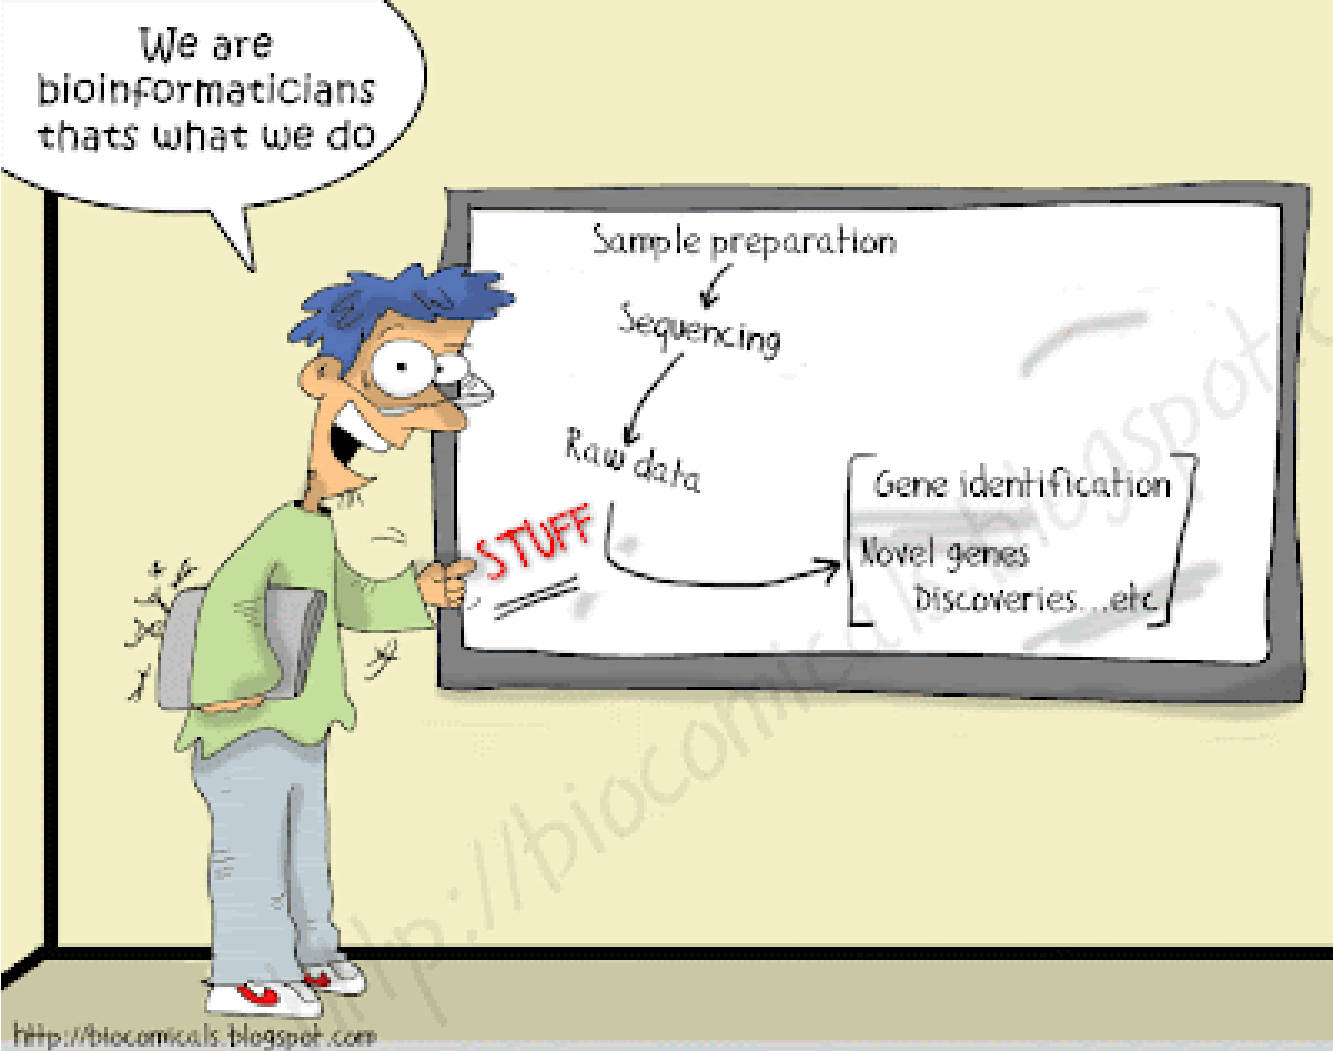 We are
bioinformaticians
thats what we do
Sample preparation
Sequencing
Raw data
STUFF
Gene identification
Novel genes
Discoveries...etc
http://biocomicals.blogspot.com
http://biocomicals.blogspot.c